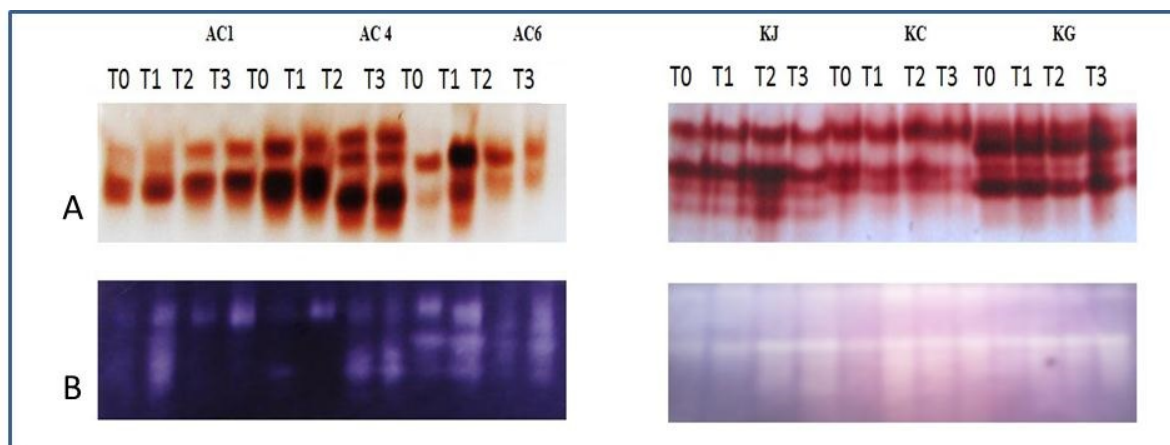 AC1 AC 4 AC6 KJ KC KG
T0 T1 T2 T3 T0 T1 T2 T3 T0 T1 T2 T3 T0 T1 T2 T3 T0 T1 T2 T3 T0 T1 T2 T3
A
B